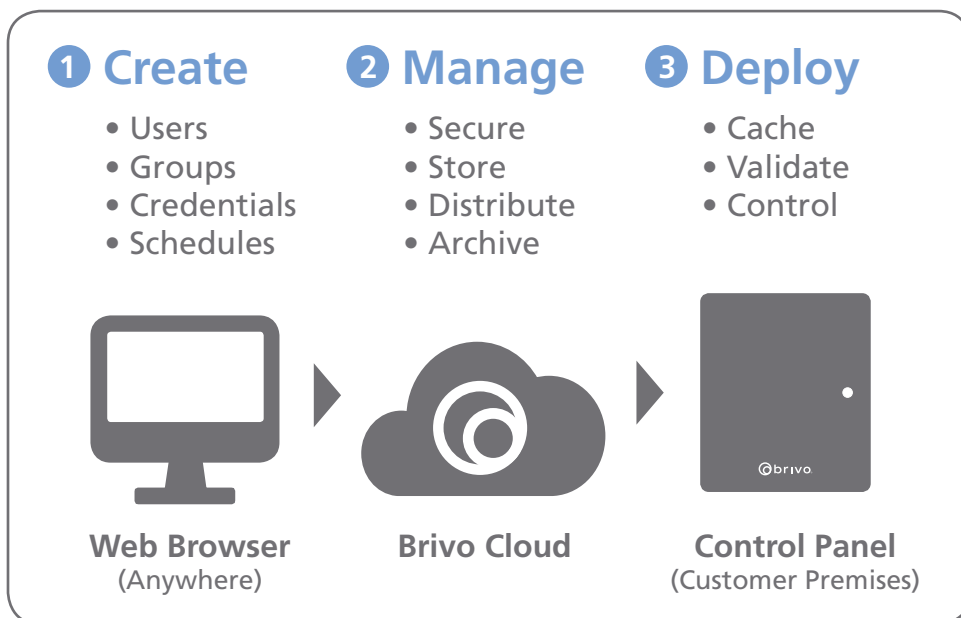 1 Create
• Users
• Groups
• Credentials
• Schedules
2 Manage
• Secure
• Store
• Distribute
• Archive
3 Deploy
• Cache
• Validate
• Control
brivo.
Web Browser
(Anywhere)
Brivo Cloud
Control Panel
(Customer Premises)